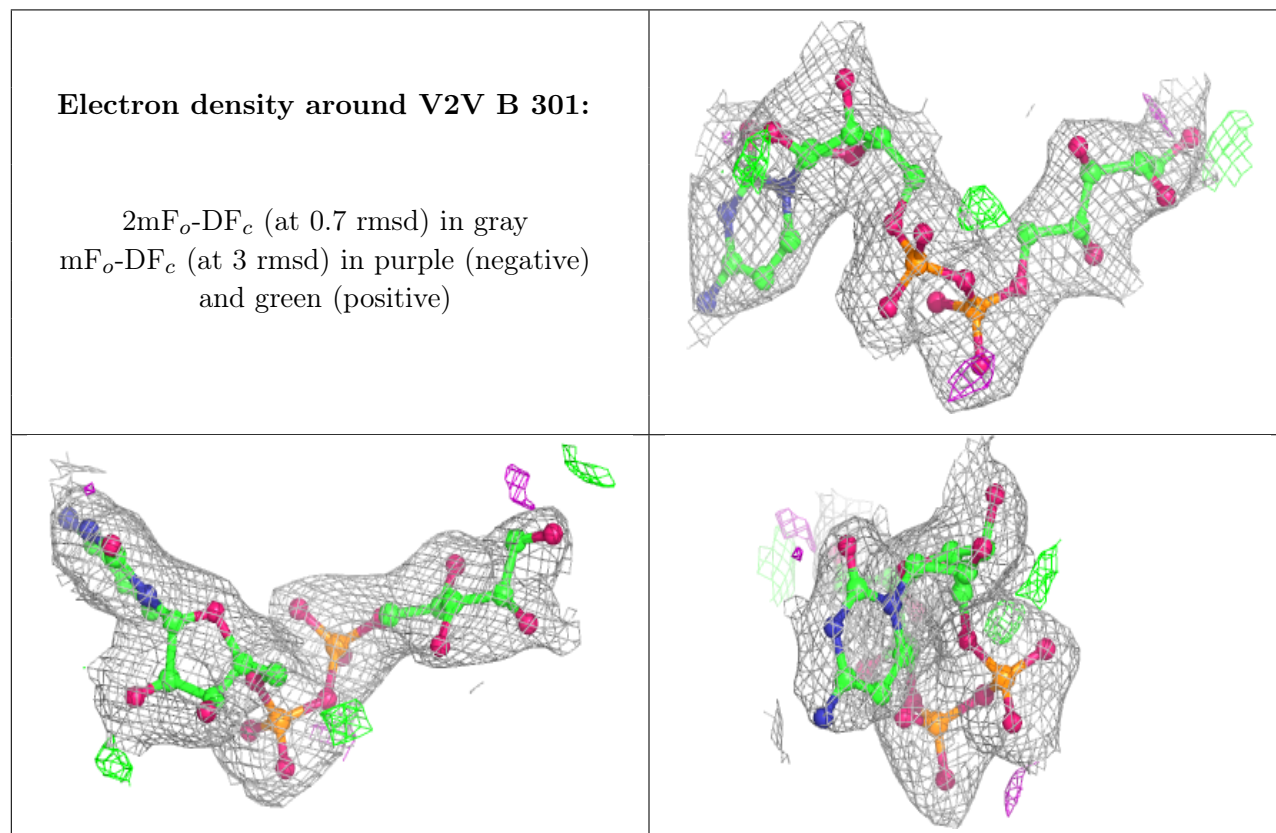 Electron density around V2V B 301:
2mFₒ-DF𝒸 (at 0.7 rmsd) in gray
mFₒ-DF𝒸 (at 3 rmsd) in purple (negative)
and green (positive)